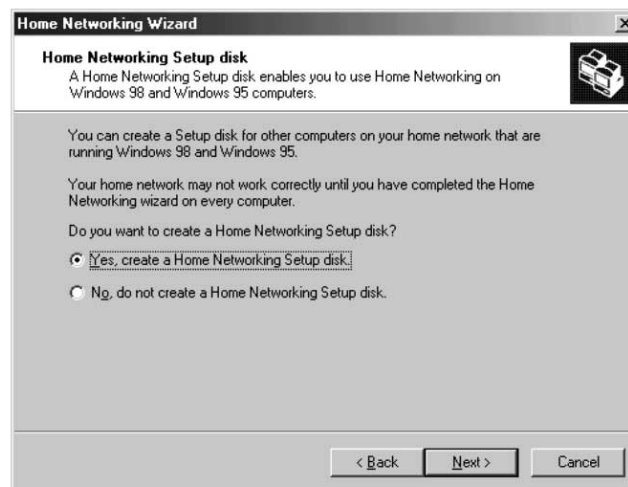 Home Networking Wizard
Home Networking Setup disk
A Home Networking Setup disk enables you to use Home Networking on
Windows 98 and Windows 95 computers.
You can create a Setup disk for other computers on your home network that are
running Windows 98 and Windows 95.
Your home network may not work correctly until you have completed the Home
Networking wizard on every computer.
Do you want to create a Home Networking Setup disk?
Yes, create a Home Networking Setup disk.
No, do not create a Home Networking Setup disk.
< Back Next > Cancel